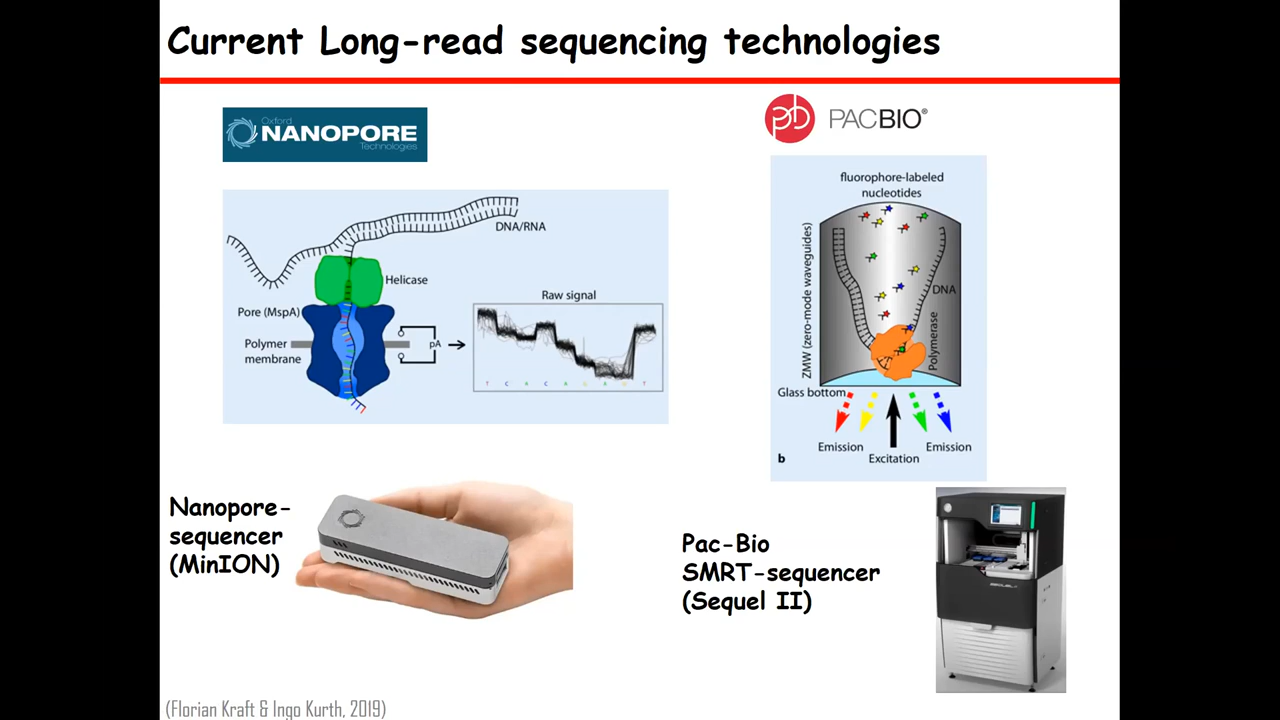 Current Long-read sequencing technologies
Oxford
NANOPORE
Technologies
pb PACBIO®
DNA/RNA
Helicase
Pore (MspA)
Polymer
membrane
pA
Raw signal
T C A C A G A G T
fluorophore-labeled
nucleotides
ZMW (zero-mode waveguides)
DNA
Polymerase
Glass bottom
Emission
Excitation
Emission
b
Nanopore-
sequencer
(MinION)
Pac-Bio
SMRT-sequencer
(Sequel II)
SEQUEL
(Florian Kraft & Ingo Kurth, 2019)